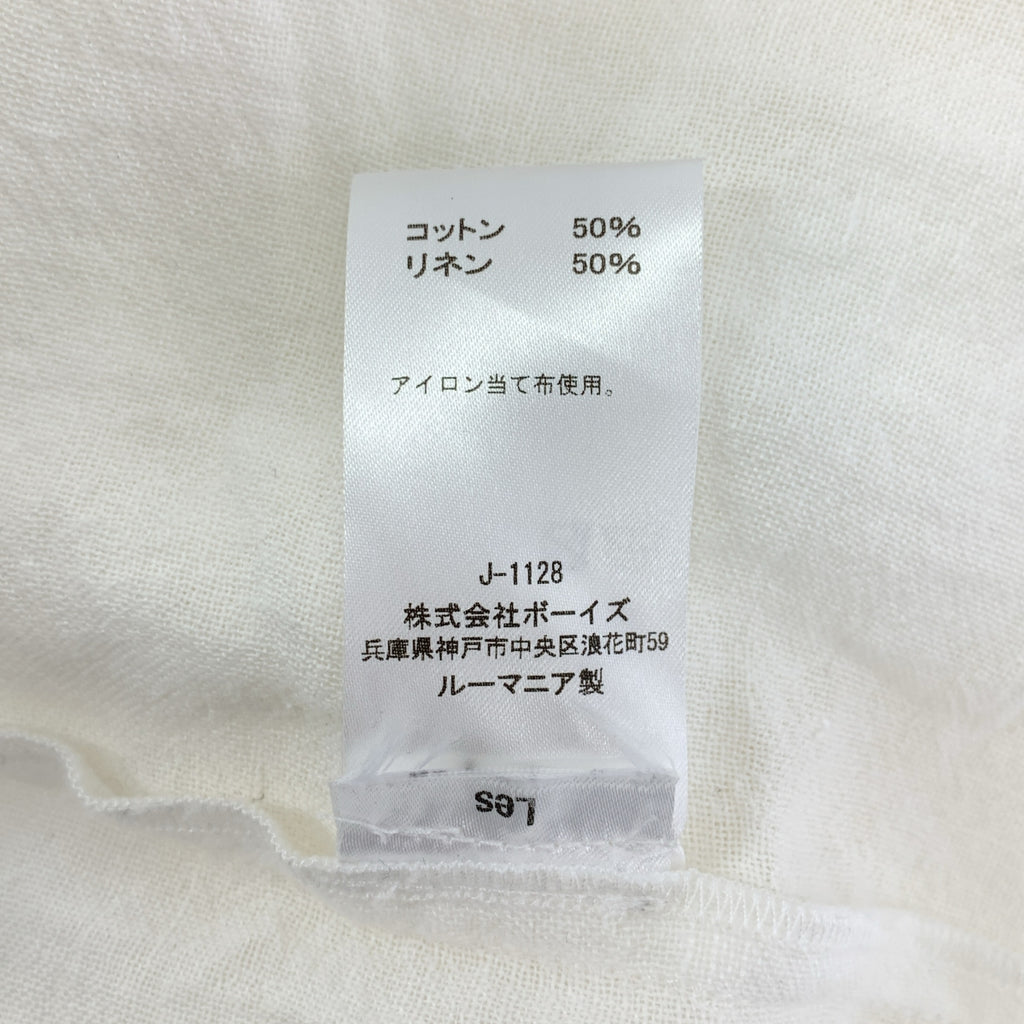 コットン 50%
リネン 50%
アイロン当て布使用。
J-1128
株式会社ボーイズ
兵庫県神戸市中央区浪花町59
ルーマニア製
Les